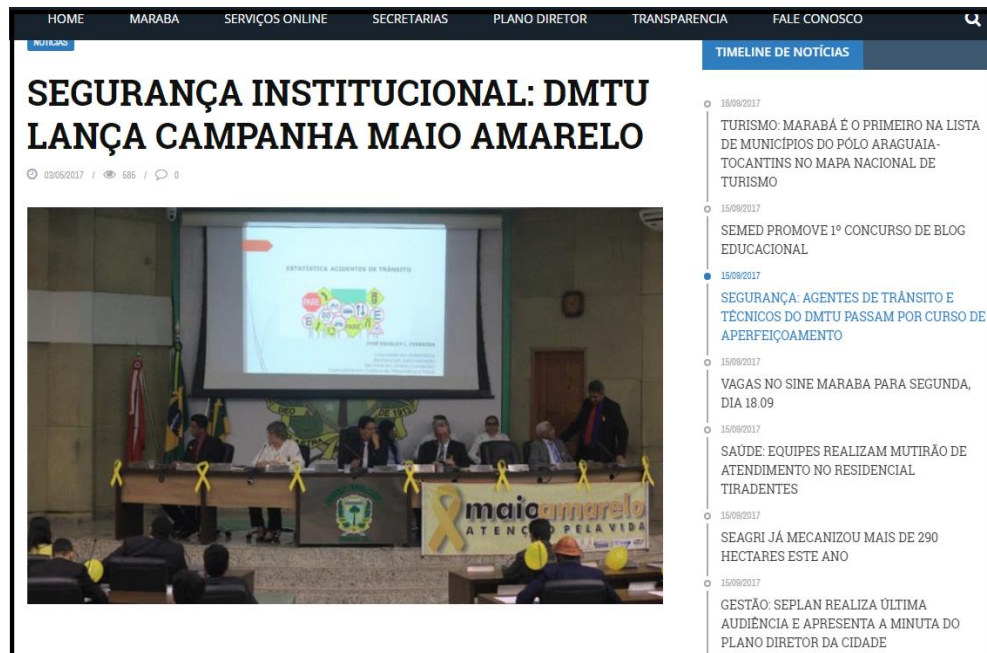 HOME MARABA SERVIÇOS ONLINE SECRETARIAS PLANO DIRETOR TRANSPARENCIA FALE CONOSCO
NOTÍCIAS
SEGURANÇA INSTITUCIONAL: DMTU
LANÇA CAMPANHA MAIO AMARELO
03/05/2017 / 585 / 0
ESTATÍSTICA ACIDENTES DE TRÂNSITO
PARE
maioamarelo
ATENÇÃO PELA VIDA
TIMELINE DE NOTÍCIAS
16/09/2017
TURISMO: MARABÁ É O PRIMEIRO NA LISTA
DE MUNICÍPIOS DO PÓLO ARAGUAIA-
TOCANTINS NO MAPA NACIONAL DE
TURISMO
15/09/2017
SEMED PROMOVE 1º CONCURSO DE BLOG
EDUCACIONAL
15/09/2017
SEGURANÇA: AGENTES DE TRÂNSITO E
TÉCNICOS DO DMTU PASSAM POR CURSO DE
APERFEIÇOAMENTO
15/09/2017
VAGAS NO SINE MARABA PARA SEGUNDA,
DIA 18.09
15/09/2017
SAÚDE: EQUIPES REALIZAM MUTIRÃO DE
ATENDIMENTO NO RESIDENCIAL
TIRADENTES
15/09/2017
SEAGRI JÁ MECANIZOU MAIS DE 290
HECTARES ESTE ANO
15/09/2017
GESTÃO: SEPLAN REALIZA ÚLTIMA
AUDIÊNCIA E APRESENTA A MINUTA DO
PLANO DIRETOR DA CIDADE